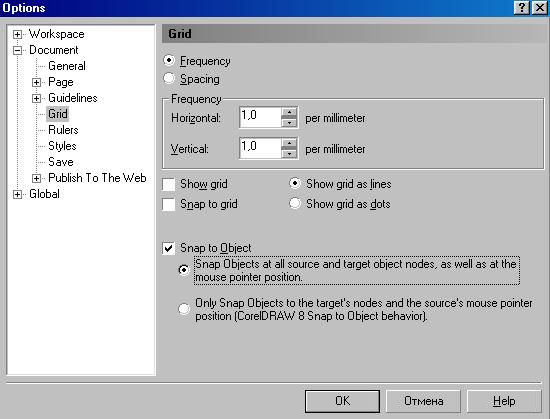 Options
Workspace
Document
General
Page
Guidelines
Grid
Rulers
Styles
Save
Publish To The Web
Global
Grid
Frequency
Spacing
Frequency
Horizontal: 1,0 per millimeter
Vertical: 1,0 per millimeter
Show grid
Show grid as lines
Snap to grid
Show grid as dots
Snap to Object
Snap Objects at all source and target object nodes, as well as at the
mouse pointer position.
Only Snap Objects to the target's nodes and the source's mouse pointer
position (CorelDRAW 8 Snap to Object behavior).
OK
Отмена
Help